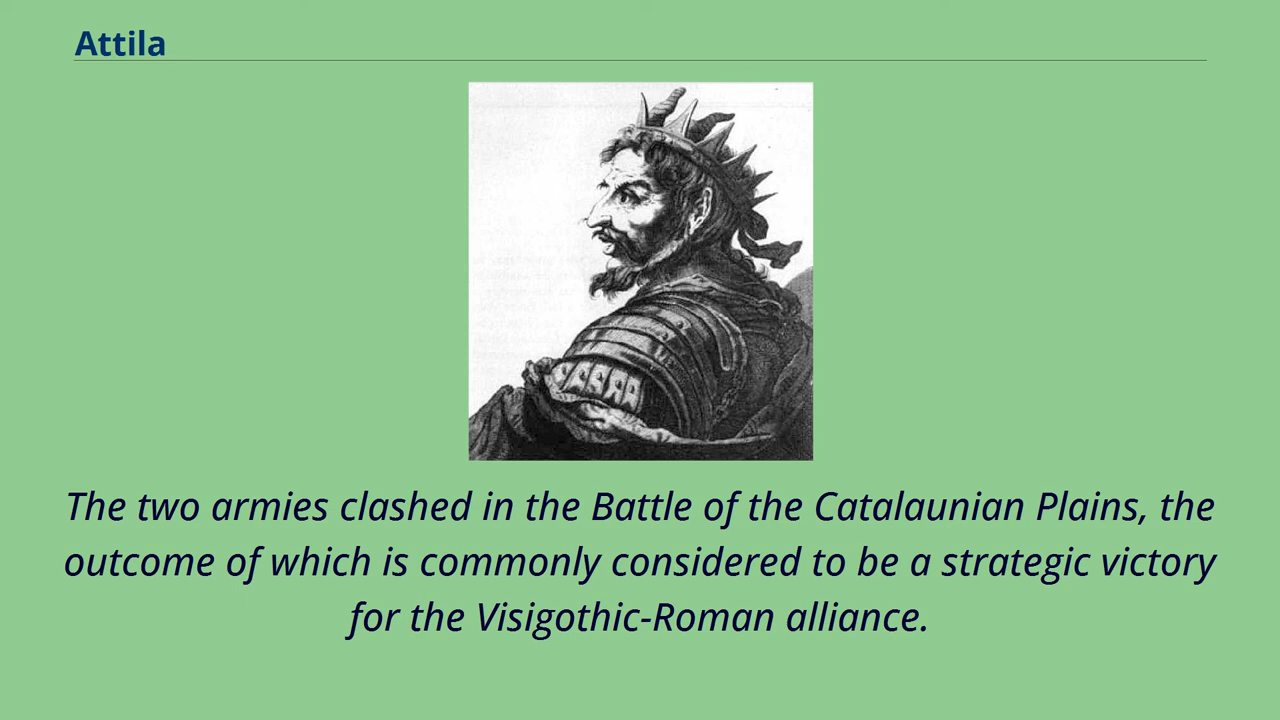 Attila
The two armies clashed in the Battle of the Catalaunian Plains, the
outcome of which is commonly considered to be a strategic victory
for the Visigothic-Roman alliance.